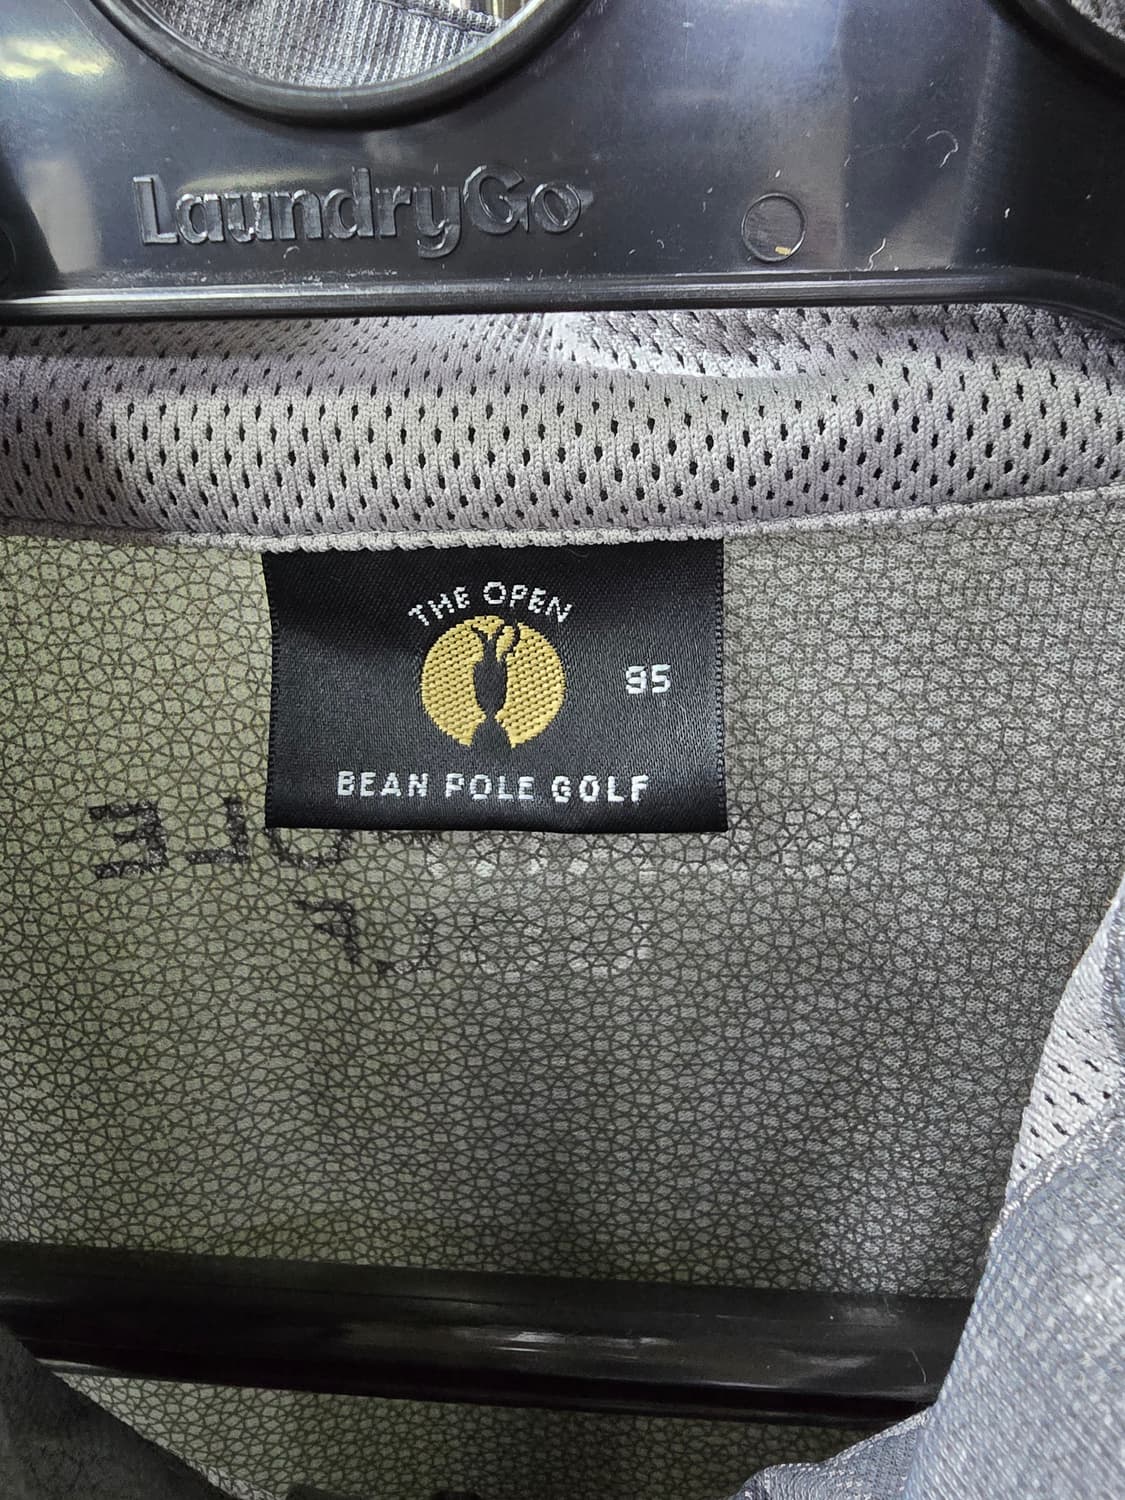 LaundryGo
THE OPEN
95
BEAN POLE GOLF